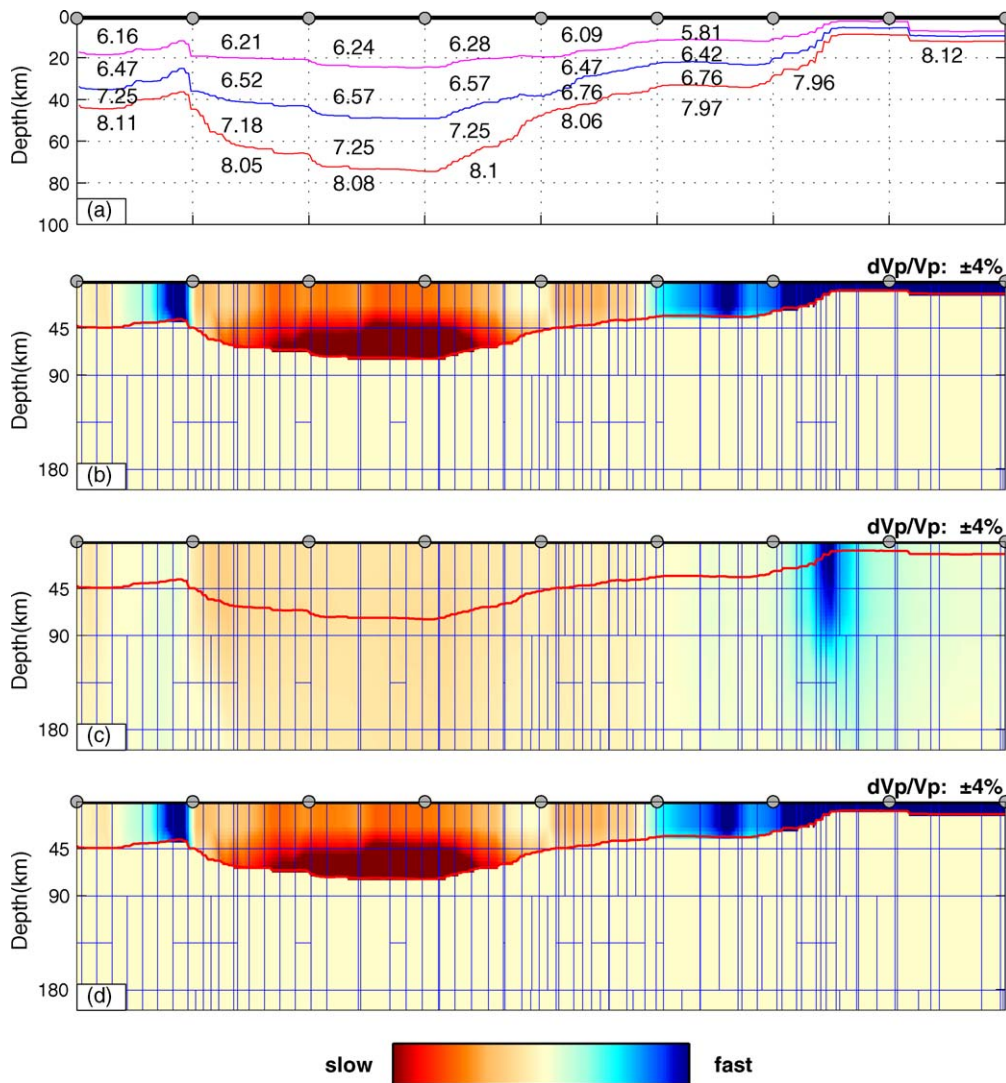 0
6.16 6.21 6.24 6.28 6.09 5.81
20
6.47 6.52 6.57 6.57 6.47 6.42 8.12
40
7.25 7.18 7.25 7.25 6.76 6.76 7.96
8.11 8.05 8.08 8.1 8.06 7.97
60
80
100
Depth(km)
(a)
dVp/Vp: ±4%
45
90
180
Depth(km)
(b)
dVp/Vp: ±4%
45
90
180
Depth(km)
(c)
dVp/Vp: ±4%
45
90
180
Depth(km)
(d)
slow fast